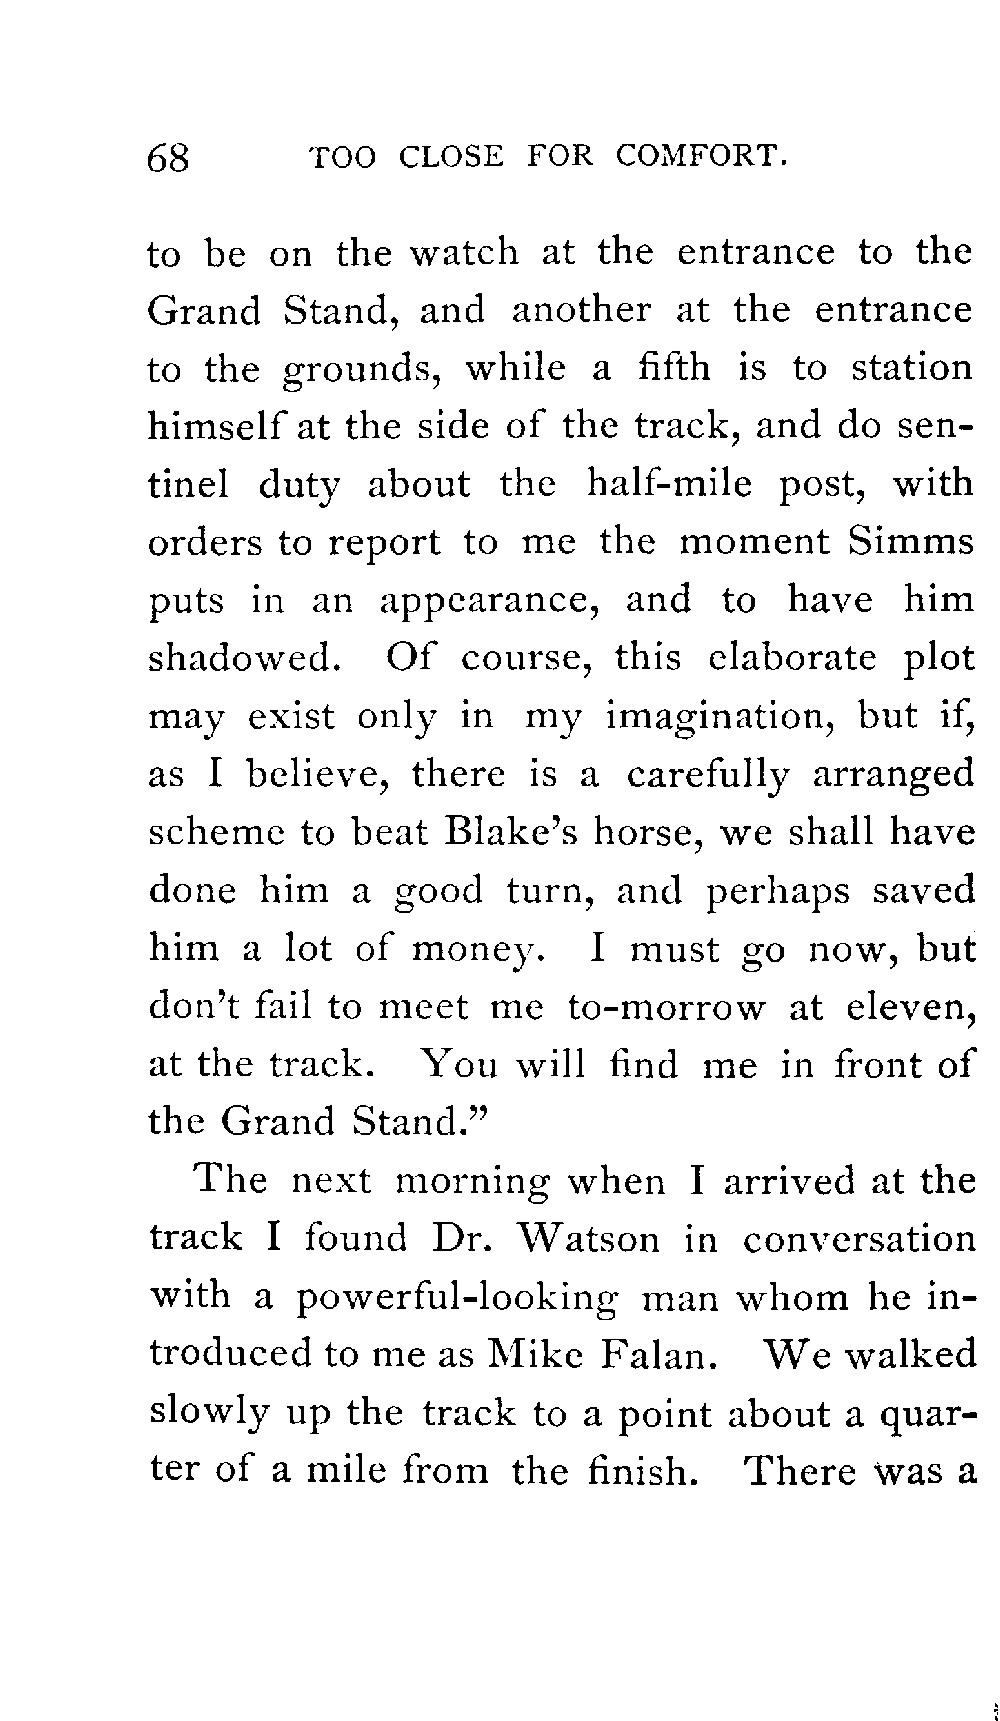 68 TOO CLOSE FOR COMFORT.
to be on the watch at the entrance to the
Grand Stand, and another at the entrance
to the grounds, while a fifth is to station
himself at the side of the track, and do sen-
tinel duty about the half-mile post, with
orders to report to me the moment Simms
puts in an appearance, and to have him
shadowed. Of course, this elaborate plot
may exist only in my imagination, but if,
as I believe, there is a carefully arranged
scheme to beat Blake's horse, we shall have
done him a good turn, and perhaps saved
him a lot of money. I must go now, but
don't fail to meet me to-morrow at eleven,
at the track. You will find me in front of
the Grand Stand.”
The next morning when I arrived at the
track I found Dr. Watson in conversation
with a powerful-looking man whom he in-
troduced to me as Mike Falan. We walked
slowly up the track to a point about a quar-
ter of a mile from the finish. There was a